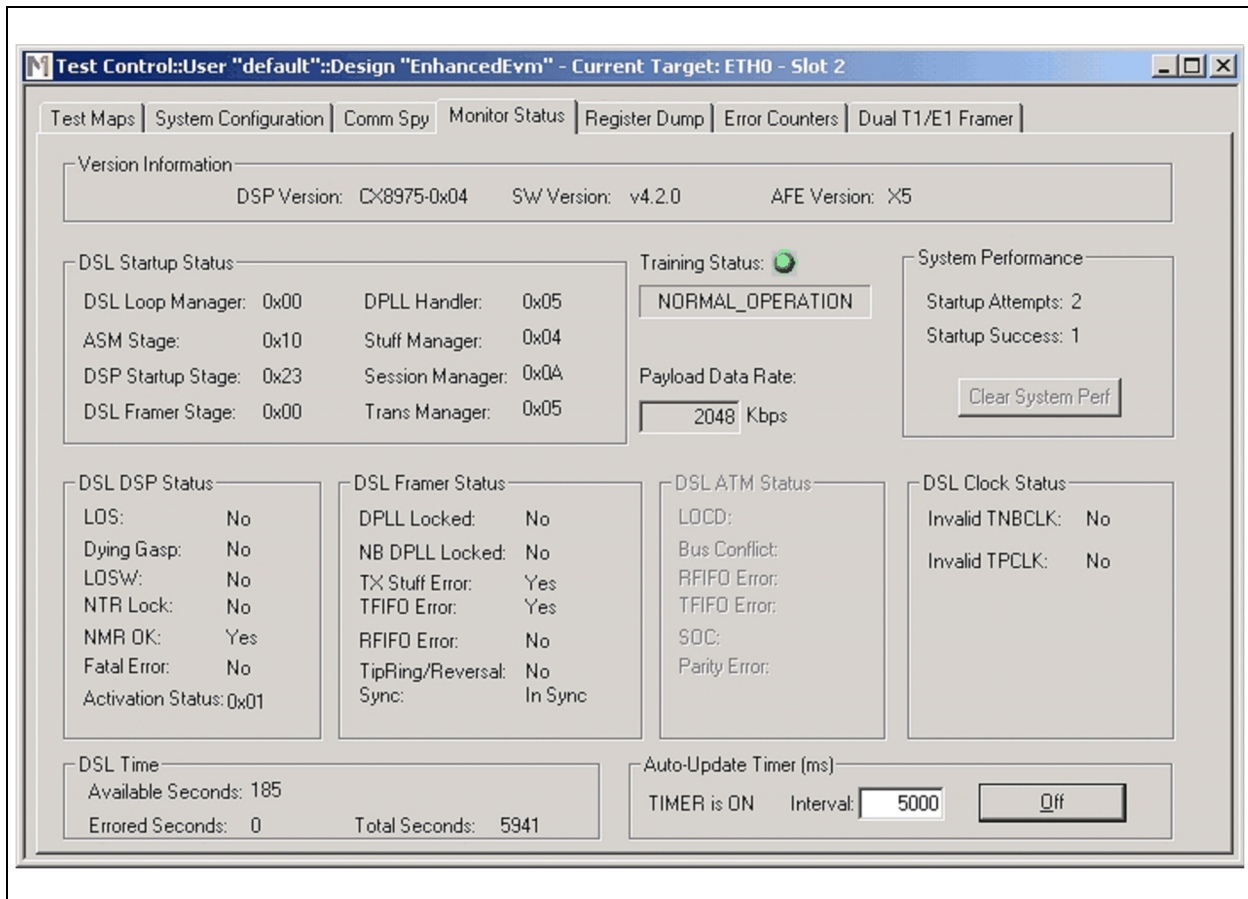 Test Control::User "default"::Design "EnhancedEvm" - Current Target: ETH0 - Slot 2
Test Maps System Configuration Comm Spy Monitor Status Register Dump Error Counters Dual T1/E1 Framer
Version Information
DSP Version: CX8975-0x04 SW Version: v4.2.0 AFE Version: X5
DSL Startup Status
DSL Loop Manager: 0x00 DPLL Handler: 0x05
ASM Stage: 0x10 Stuff Manager: 0x04
DSP Startup Stage: 0x23 Session Manager: 0x0A
DSL Framer Stage: 0x00 Trans Manager: 0x05
Training Status:
NORMAL_OPERATION
Payload Data Rate:
2048 Kbps
System Performance
Startup Attempts: 2
Startup Success: 1
Clear System Perf
DSL DSP Status
LOS: No
Dying Gasp: No
LOSW: No
NTR Lock: No
NMR OK: Yes
Fatal Error: No
Activation Status: 0x01
DSL Framer Status
DPLL Locked: No
NB DPLL Locked: No
TX Stuff Error: Yes
TFIFO Error: Yes
RFIFO Error: No
TipRing/Reversal: No
Sync: In Sync
DSL ATM Status
LOCD:
Bus Conflict:
RFIFO Error:
TFIFO Error:
SOC:
Parity Error:
DSL Clock Status
Invalid TNBCLK: No
Invalid TPCLK: No
DSL Time
Available Seconds: 185
Errored Seconds: 0 Total Seconds: 5941
Auto-Update Timer (ms)
TIMER is ON Interval: 5000 Off